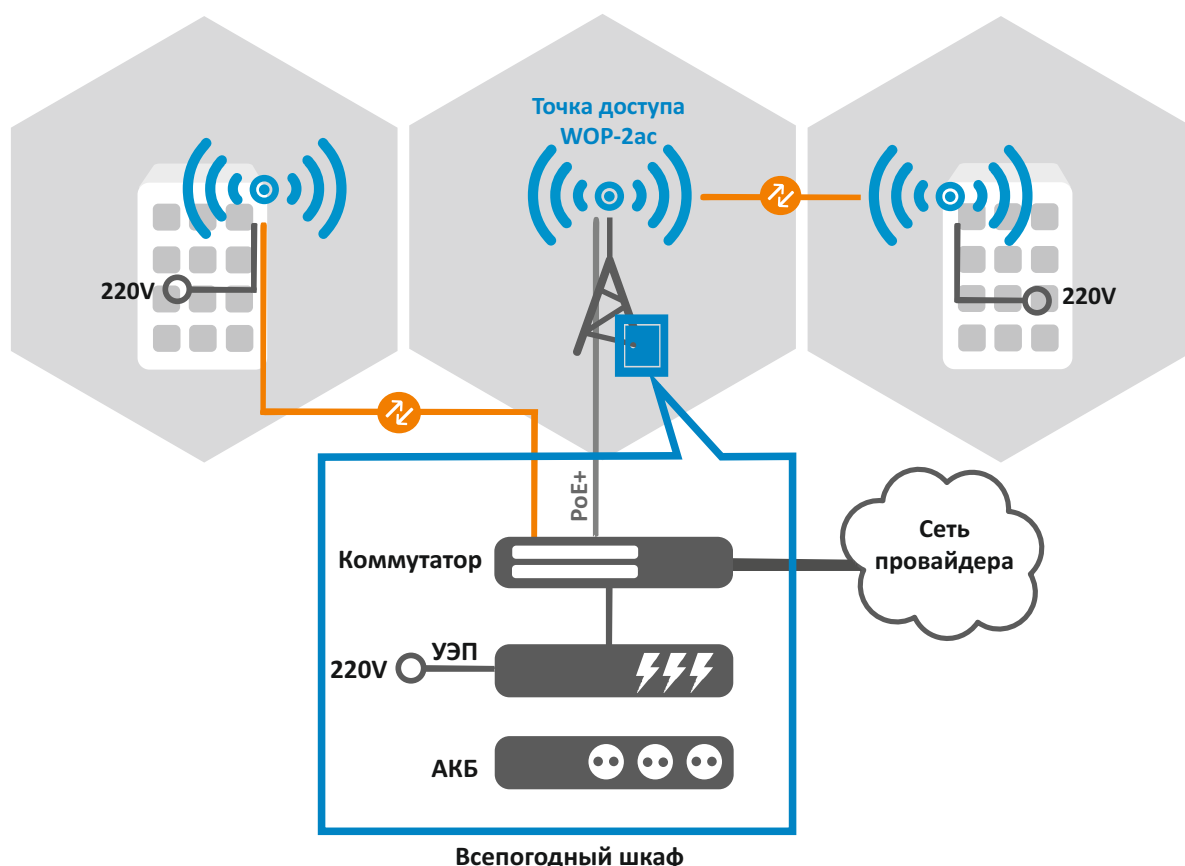 Точка доступа
WOP-2ac
220V
220V
PoE+
Коммутатор
Сеть
провайдера
УЭП
220V
АКБ
Всепогодный шкаф